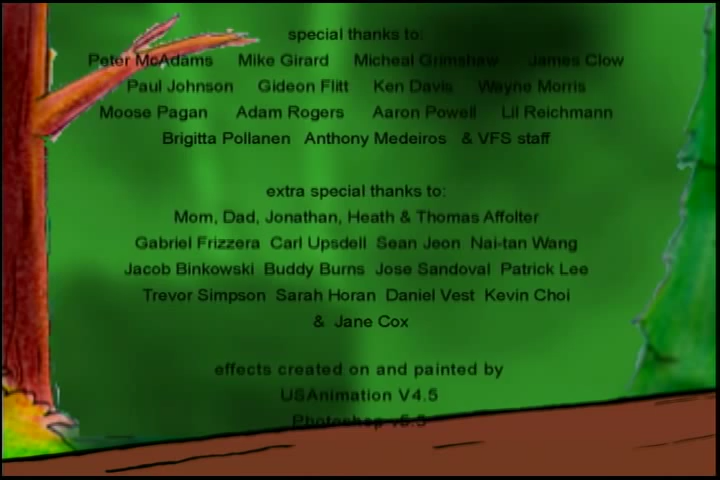 special thanks to:
Peter McAdams Mike Girard Micheal Grimshaw James Clow
Paul Johnson Gideon Flitt Ken Davis Wayne Morris
Moose Pagan Adam Rogers Aaron Powell Lil Reichmann
Brigitta Pollanen Anthony Medeiros & VFS staff
extra special thanks to:
Mom, Dad, Jonathan, Heath & Thomas Affolter
Gabriel Frizzera Carl Upsdell Sean Jeon Nai-tan Wang
Jacob Binkowski Buddy Burns Jose Sandoval Patrick Lee
Trevor Simpson Sarah Horan Daniel Vest Kevin Choi
& Jane Cox
effects created on and painted by
USAnimation V4.5
Photoshop v5.5